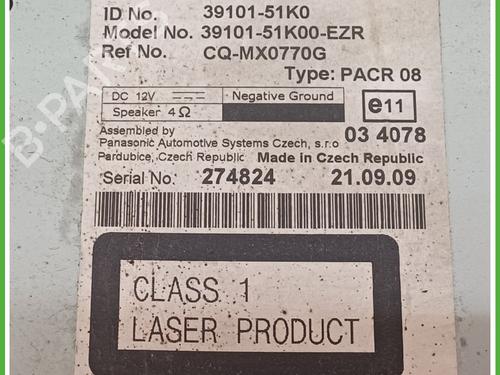 ID No. 39101-51K0
Model No. 39101-51K00-EZR
Ref No. CQ-MX0770G
Type: PACR 08
DC 12V Negative Ground
Speaker 4Ω
e11
Assembled by 03 4078
Panasonic Automotive Systems Czech, s.r.o
Pardubice, Czech Republic Made in Czech Republic
Serial No. 274824 21.09.09
CLASS 1
LASER PRODUCT
B-PARTS